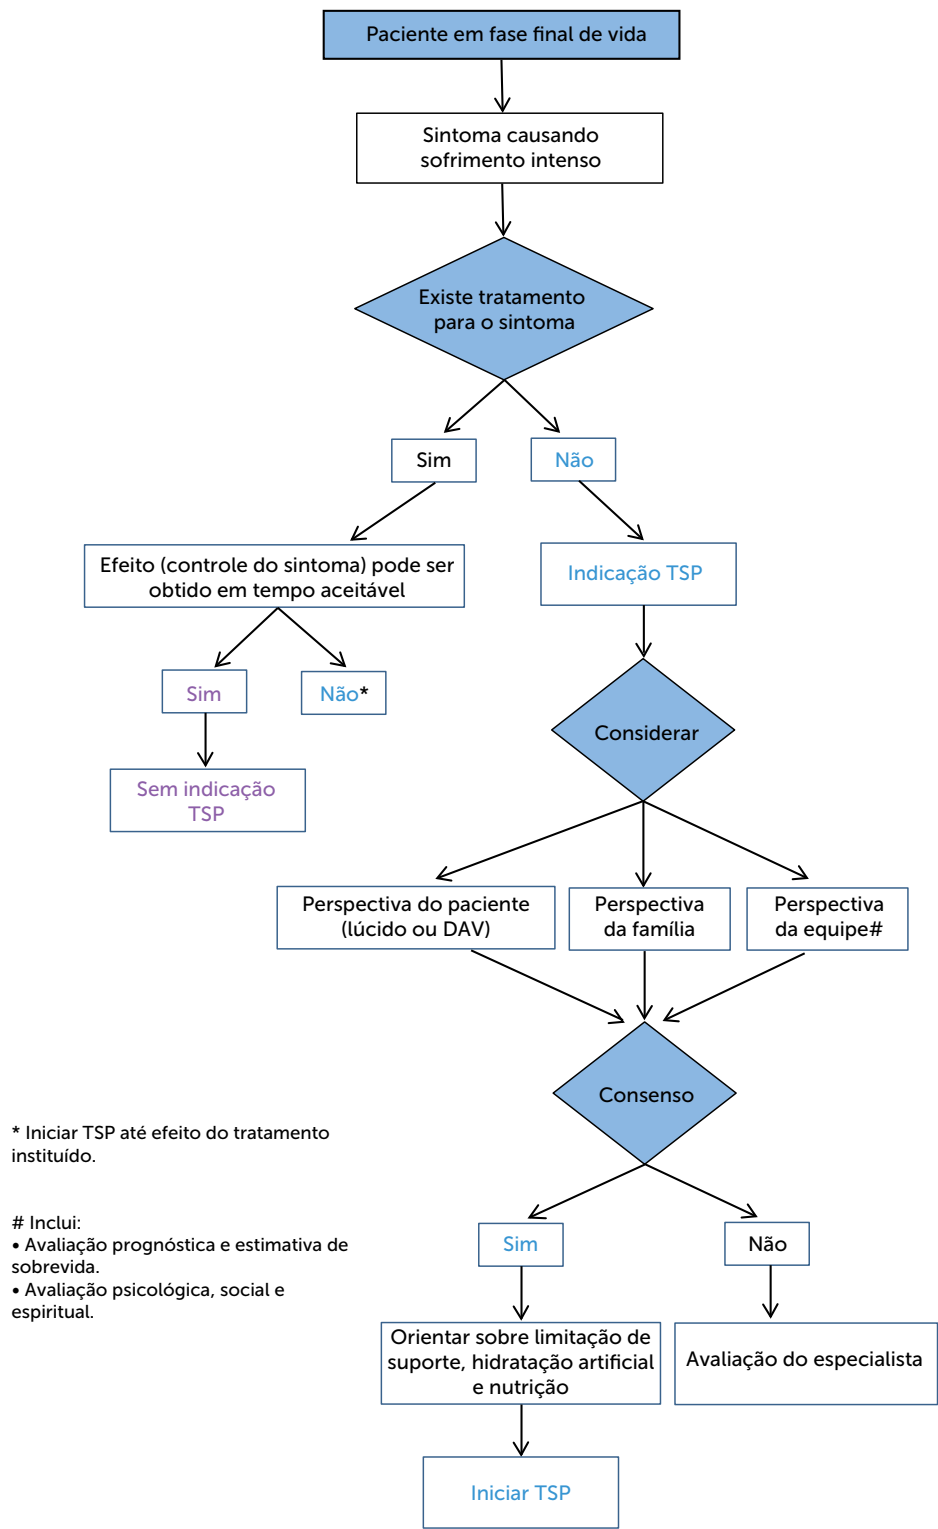 Paciente em fase final de vida
Sintoma causando
sofrimento intenso
Existe tratamento
para o sintoma
Sim
Não
Efeito (controle do sintoma) pode ser
obtido em tempo aceitável
Indicação TSP
Sim
Não*
Considerar
Sem indicação
TSP
Perspectiva do paciente
(lúcido ou DAV)
Perspectiva
da família
Perspectiva
da equipe#
Consenso
* Iniciar TSP até efeito do tratamento
instituído.
# Inclui:
• Avaliação prognóstica e estimativa de
sobrevida.
• Avaliação psicológica, social e
espiritual.
Sim
Não
Orientar sobre limitação de
suporte, hidratação artificial
e nutrição
Avaliação do especialista
Iniciar TSP